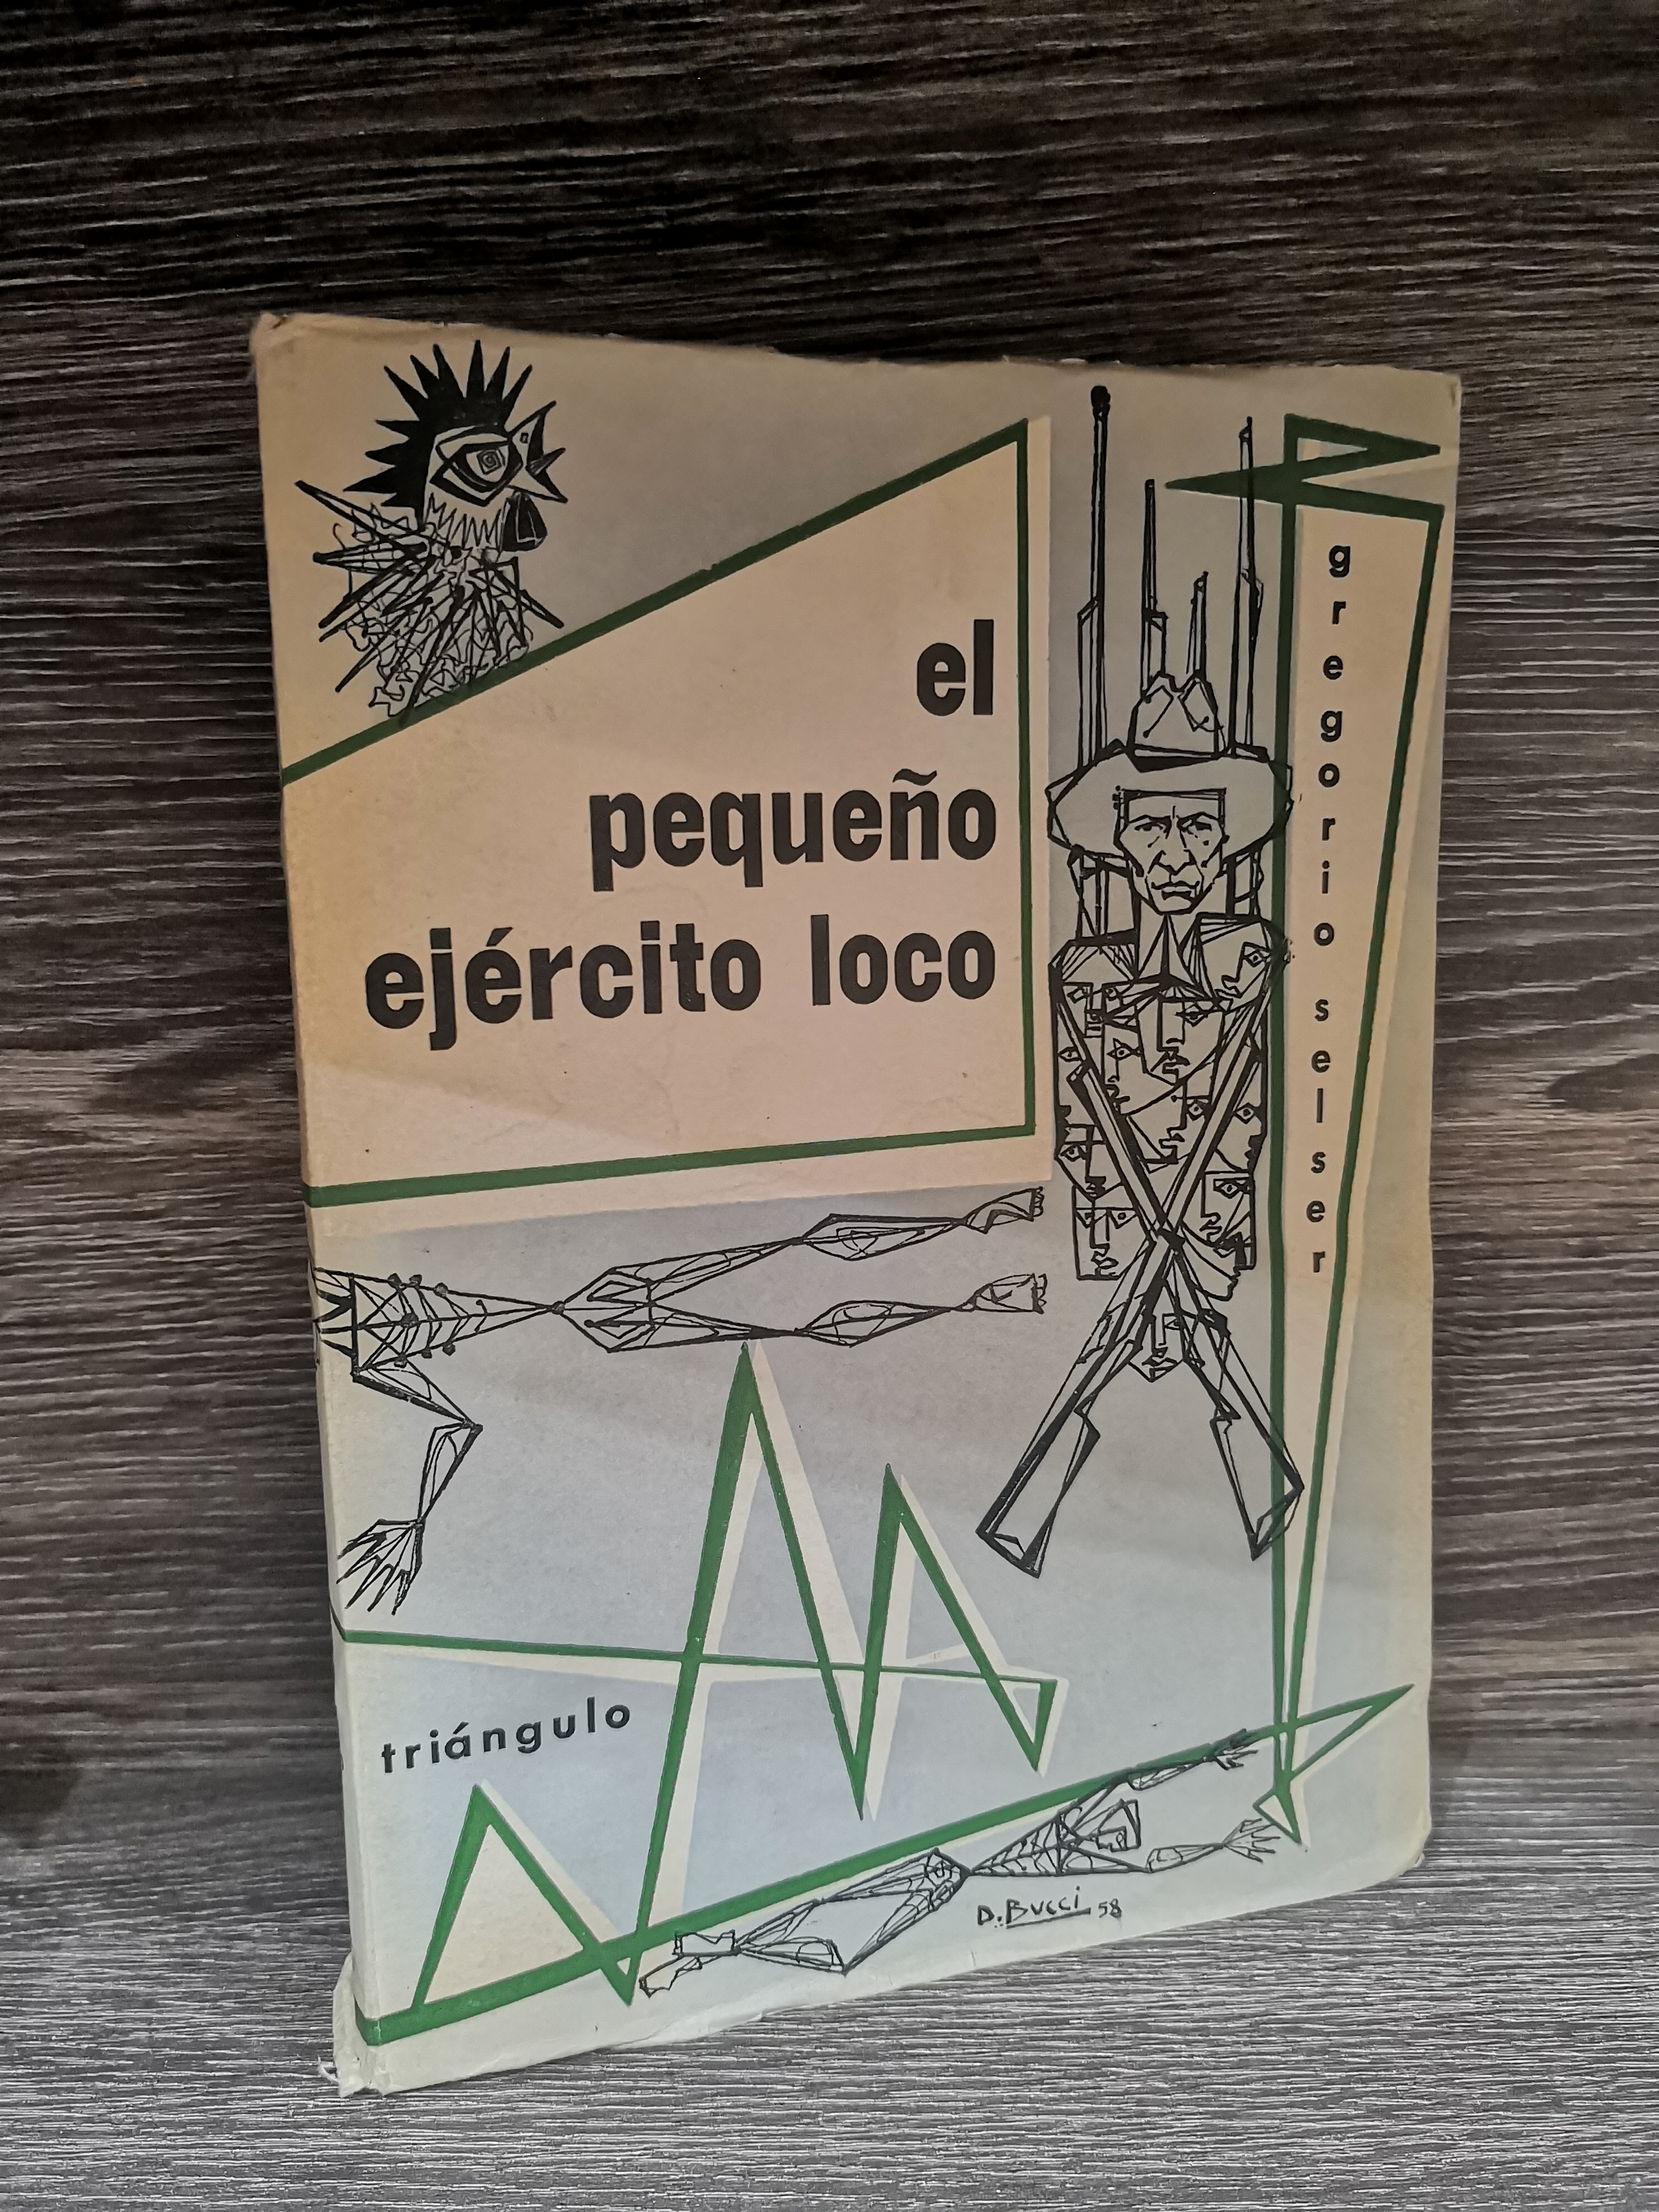 el
pequeño
ejército loco
gregorio selser
triángulo
D. Bucci 58